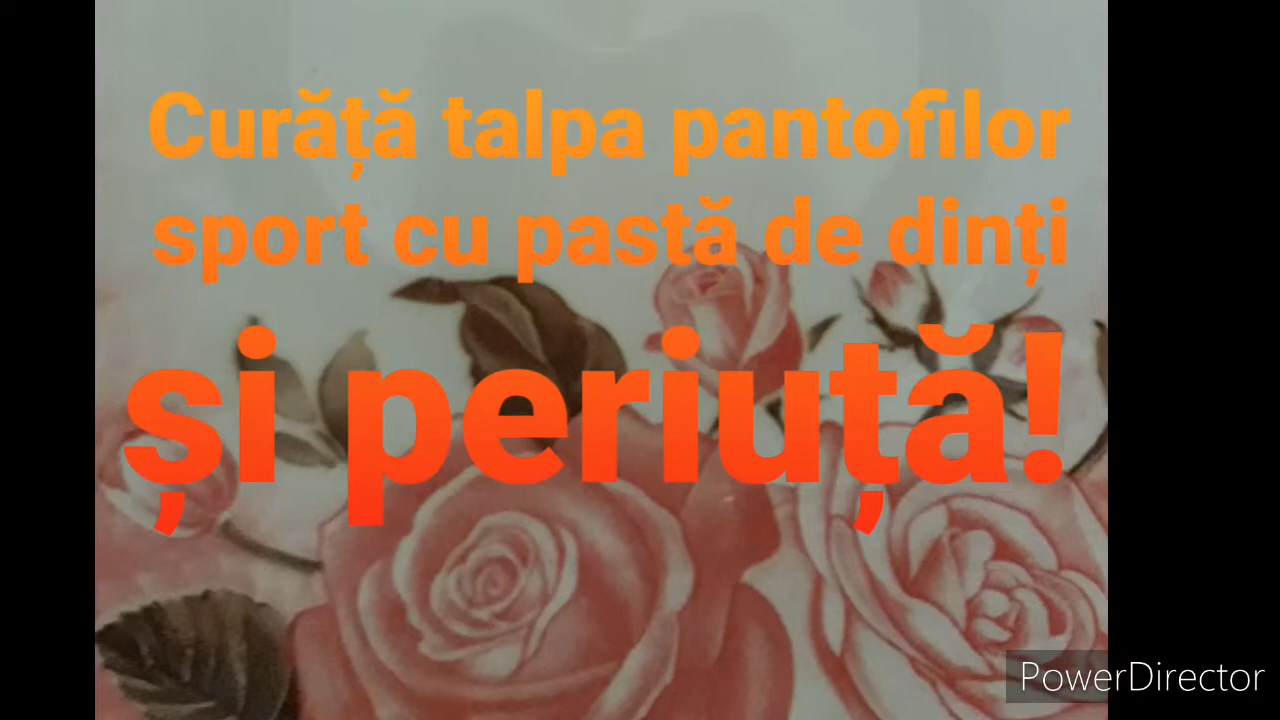 Curăță talpa pantofilor
sport cu pastă de dinți
și periuță!
PowerDirector